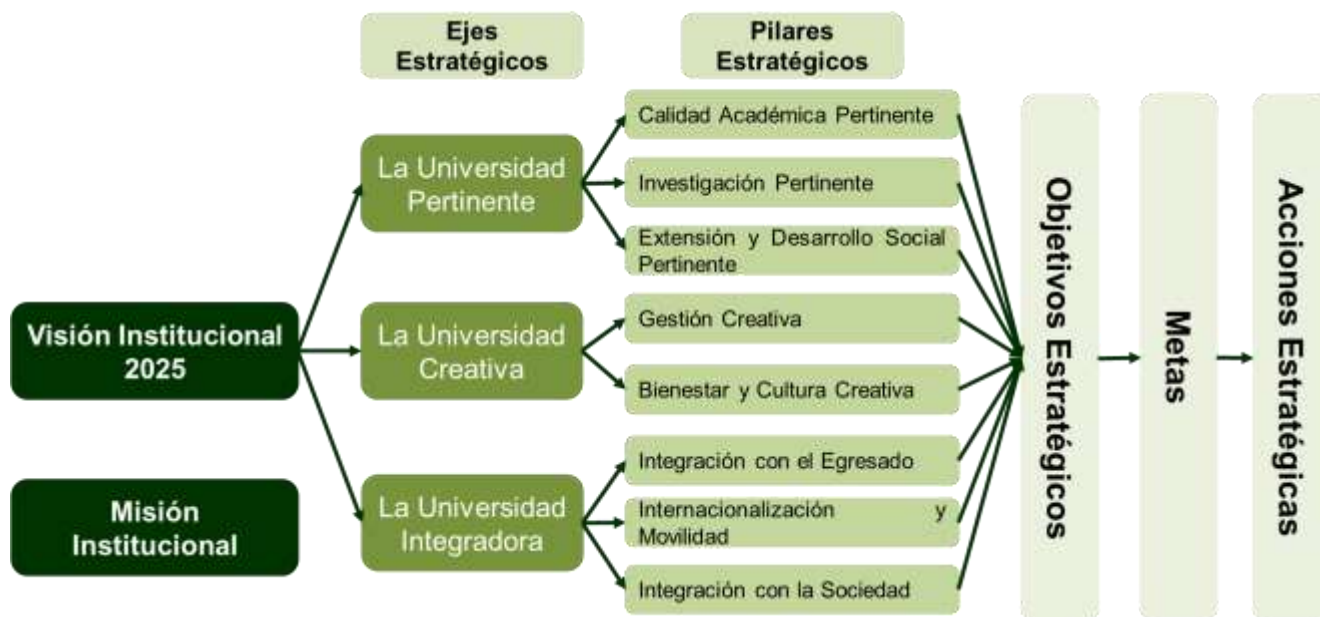 Ejes
Estratégicos
Pilares
Estratégicos
Calidad Académica Pertinente
La Universidad
Pertinente
Investigación Pertinente
Extensión y Desarrollo Social
Pertinente
Visión Institucional
2025
La Universidad
Creativa
Gestión Creativa
Bienestar y Cultura Creativa
Misión
Institucional
La Universidad
Integradora
Integración con el Egresado
Internacionalización y
Movilidad
Integración con la Sociedad
Objetivos Estratégicos
Metas
Acciones Estratégicas